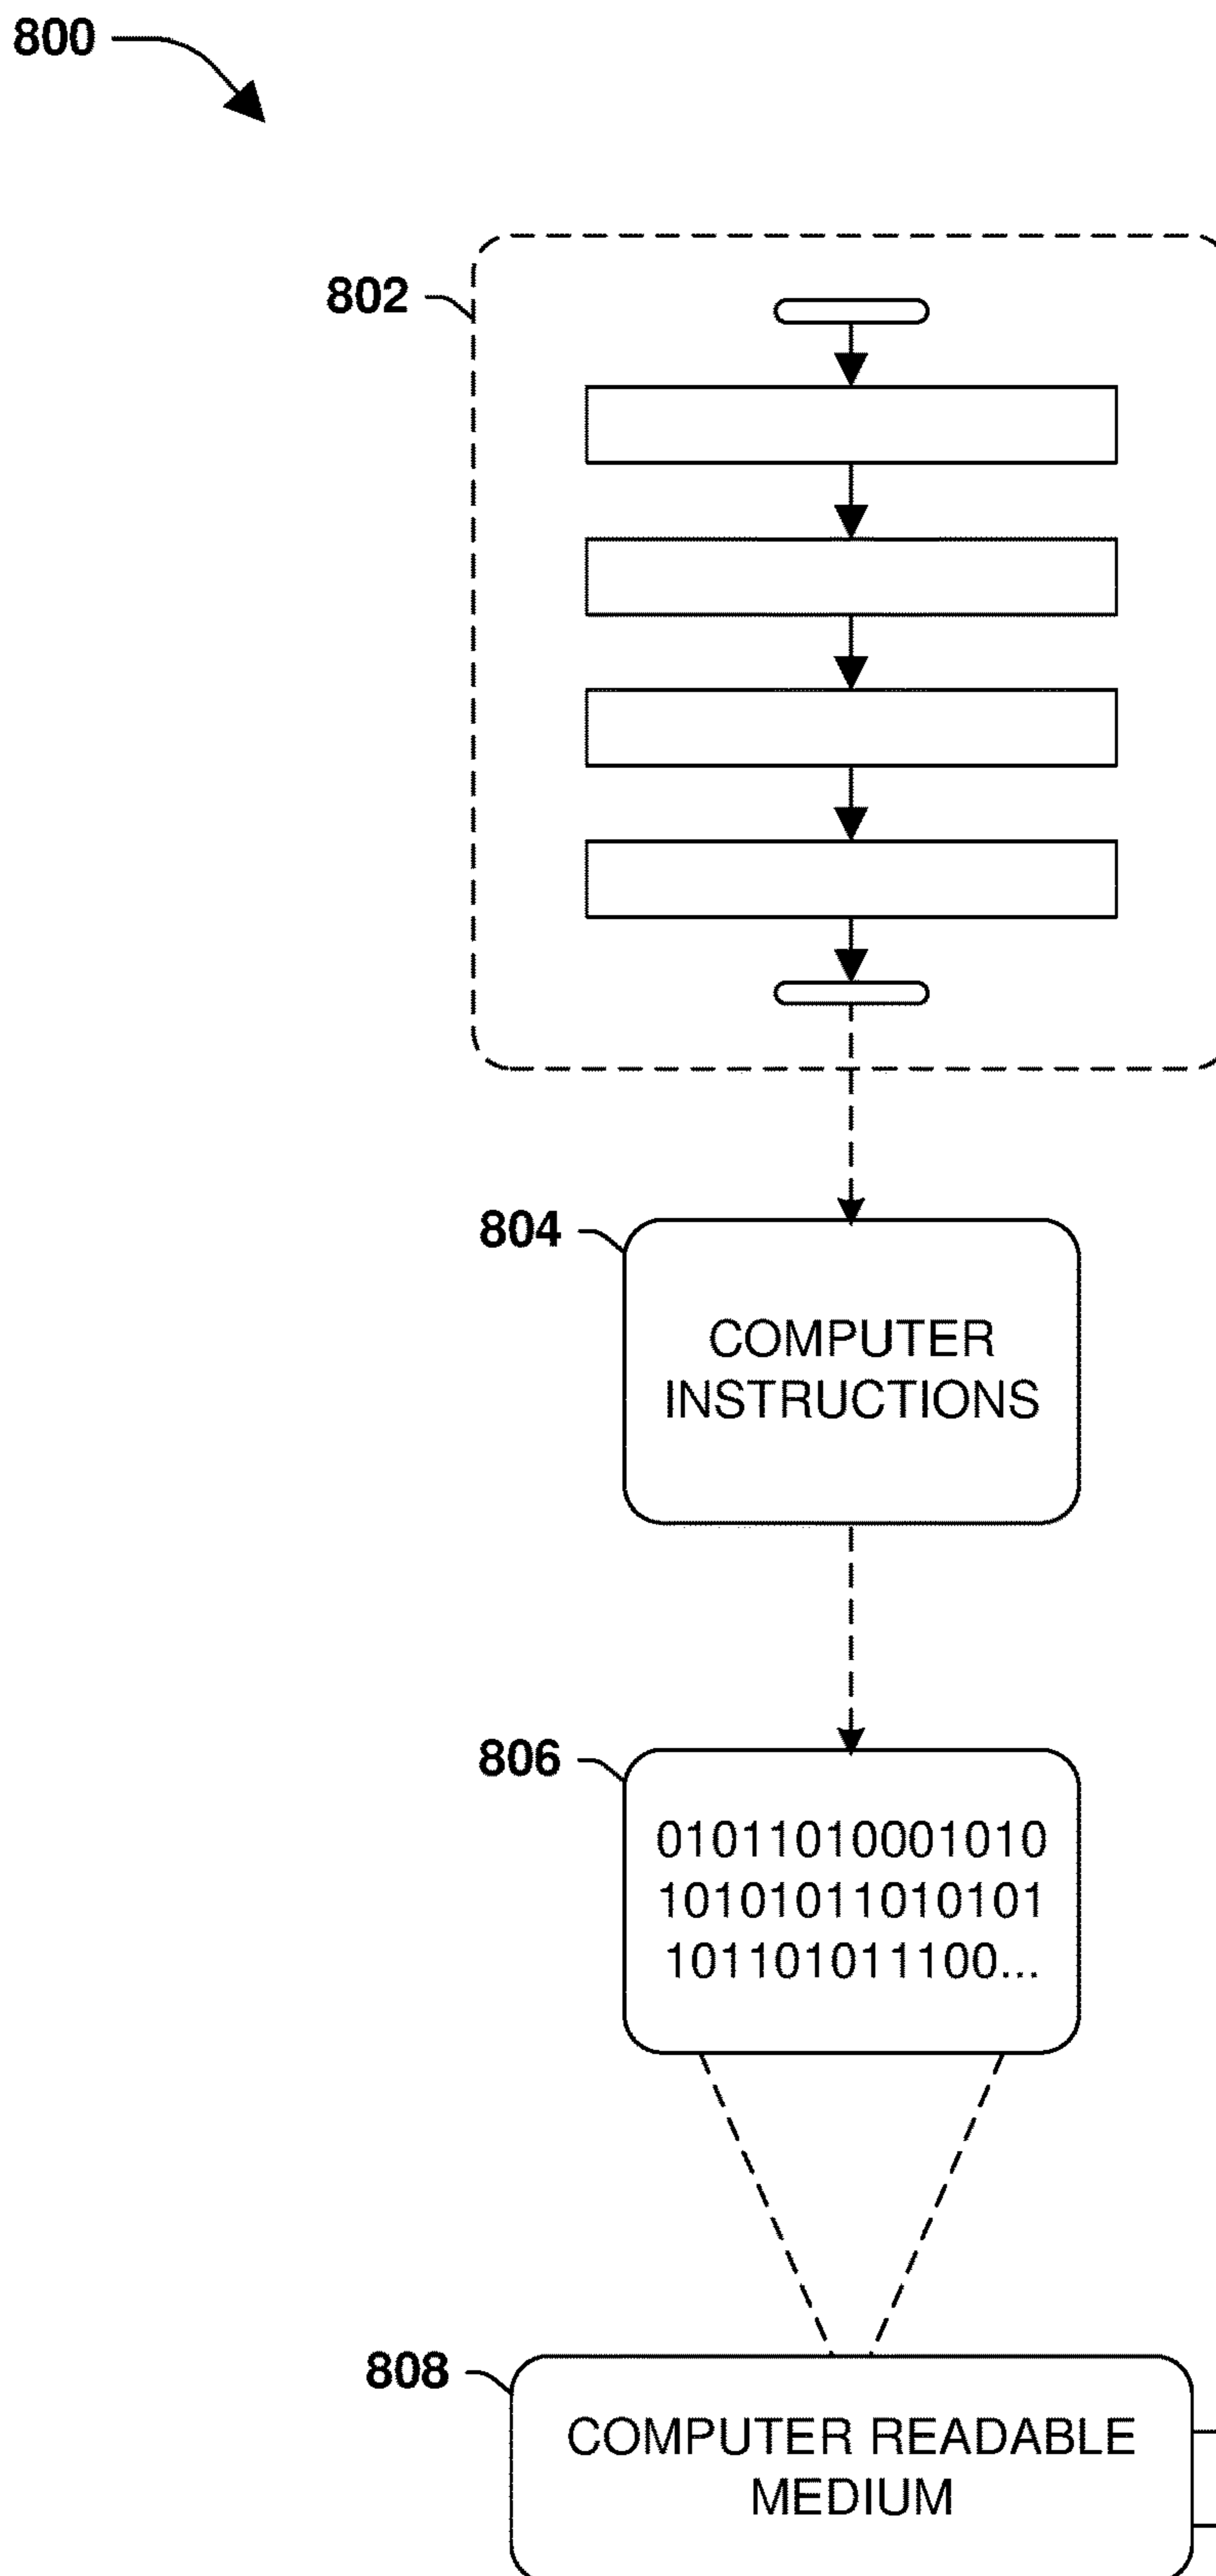 800
802
804
COMPUTER
INSTRUCTIONS
806
01011010001010
10101011010101
101101011100...
808
COMPUTER READABLE
MEDIUM